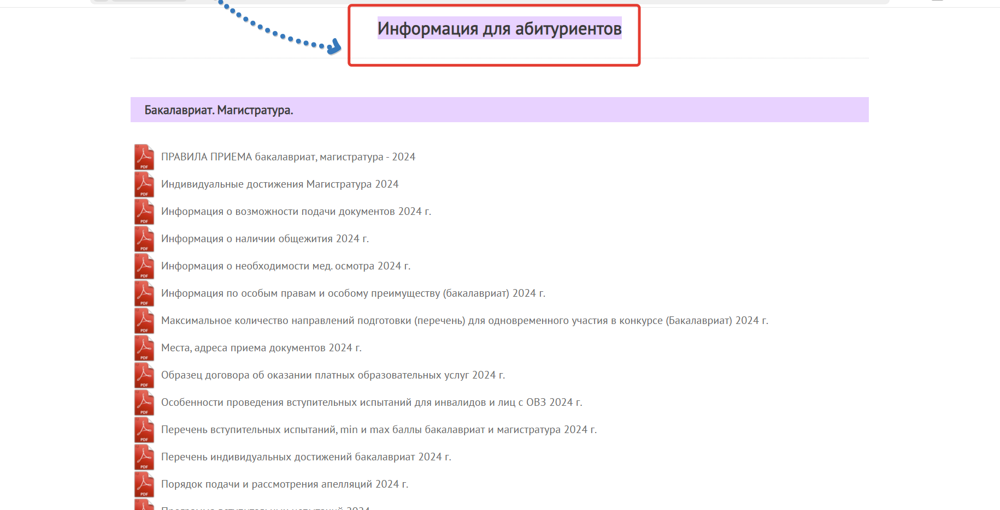 Информация для абитуриентов
Бакалавриат. Магистратура.
ПРАВИЛА ПРИЕМА бакалавриат, магистратура - 2024
Индивидуальные достижения Магистратура 2024
Информация о возможности подачи документов 2024 г.
Информация о наличии общежития 2024 г.
Информация о необходимости мед. осмотра 2024 г.
Информация по особым правам и особому преимуществу (бакалавриат) 2024 г.
Максимальное количество направлений подготовки (перечень) для одновременного участия в конкурсе (Бакалавриат) 2024 г.
Места, адреса приема документов 2024 г.
Образец договора об оказании платных образовательных услуг 2024 г.
Особенности проведения вступительных испытаний для инвалидов и лиц с ОВЗ 2024 г.
Перечень вступительных испытаний, min и max баллы бакалавриат и магистратура 2024 г.
Перечень индивидуальных достижений бакалавриат 2024 г.
Порядок подачи и рассмотрения апелляций 2024 г.